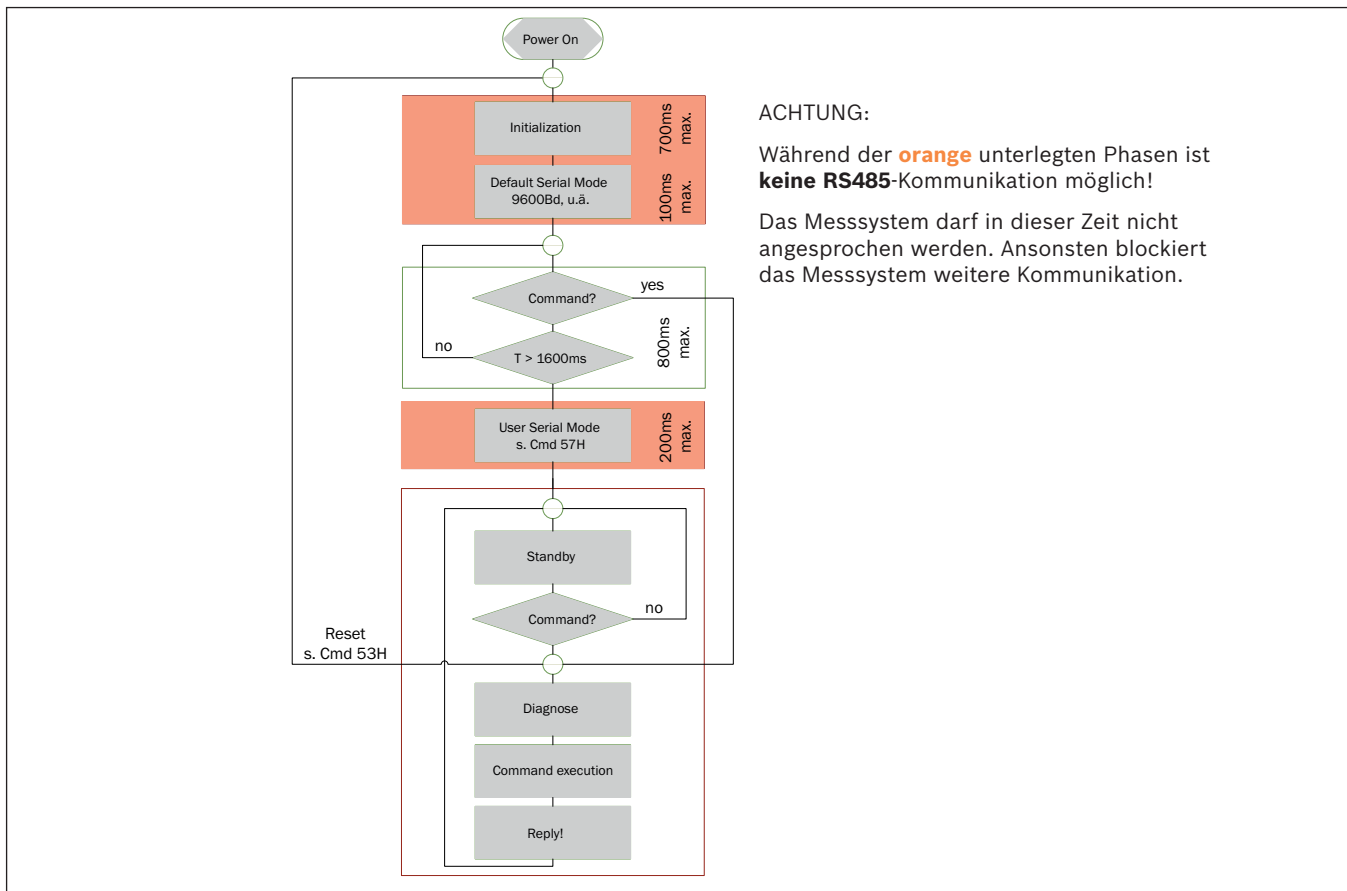 Power On
Initialization
700ms
max.
Default Serial Mode
9600Bd, u.ä.
100ms
max.
Command?
yes
no
T > 1600ms
800ms
max.
User Serial Mode
s. Cmd 57H
200ms
max.
Standby
Command?
no
Reset
s. Cmd 53H
Diagnose
Command execution
Reply!
ACHTUNG:
Während der orange unterlegten Phasen ist
keine RS485-Kommunikation möglich!
Das Messsystem darf in dieser Zeit nicht
angesprochen werden. Ansonsten blockiert
das Messsystem weitere Kommunikation.